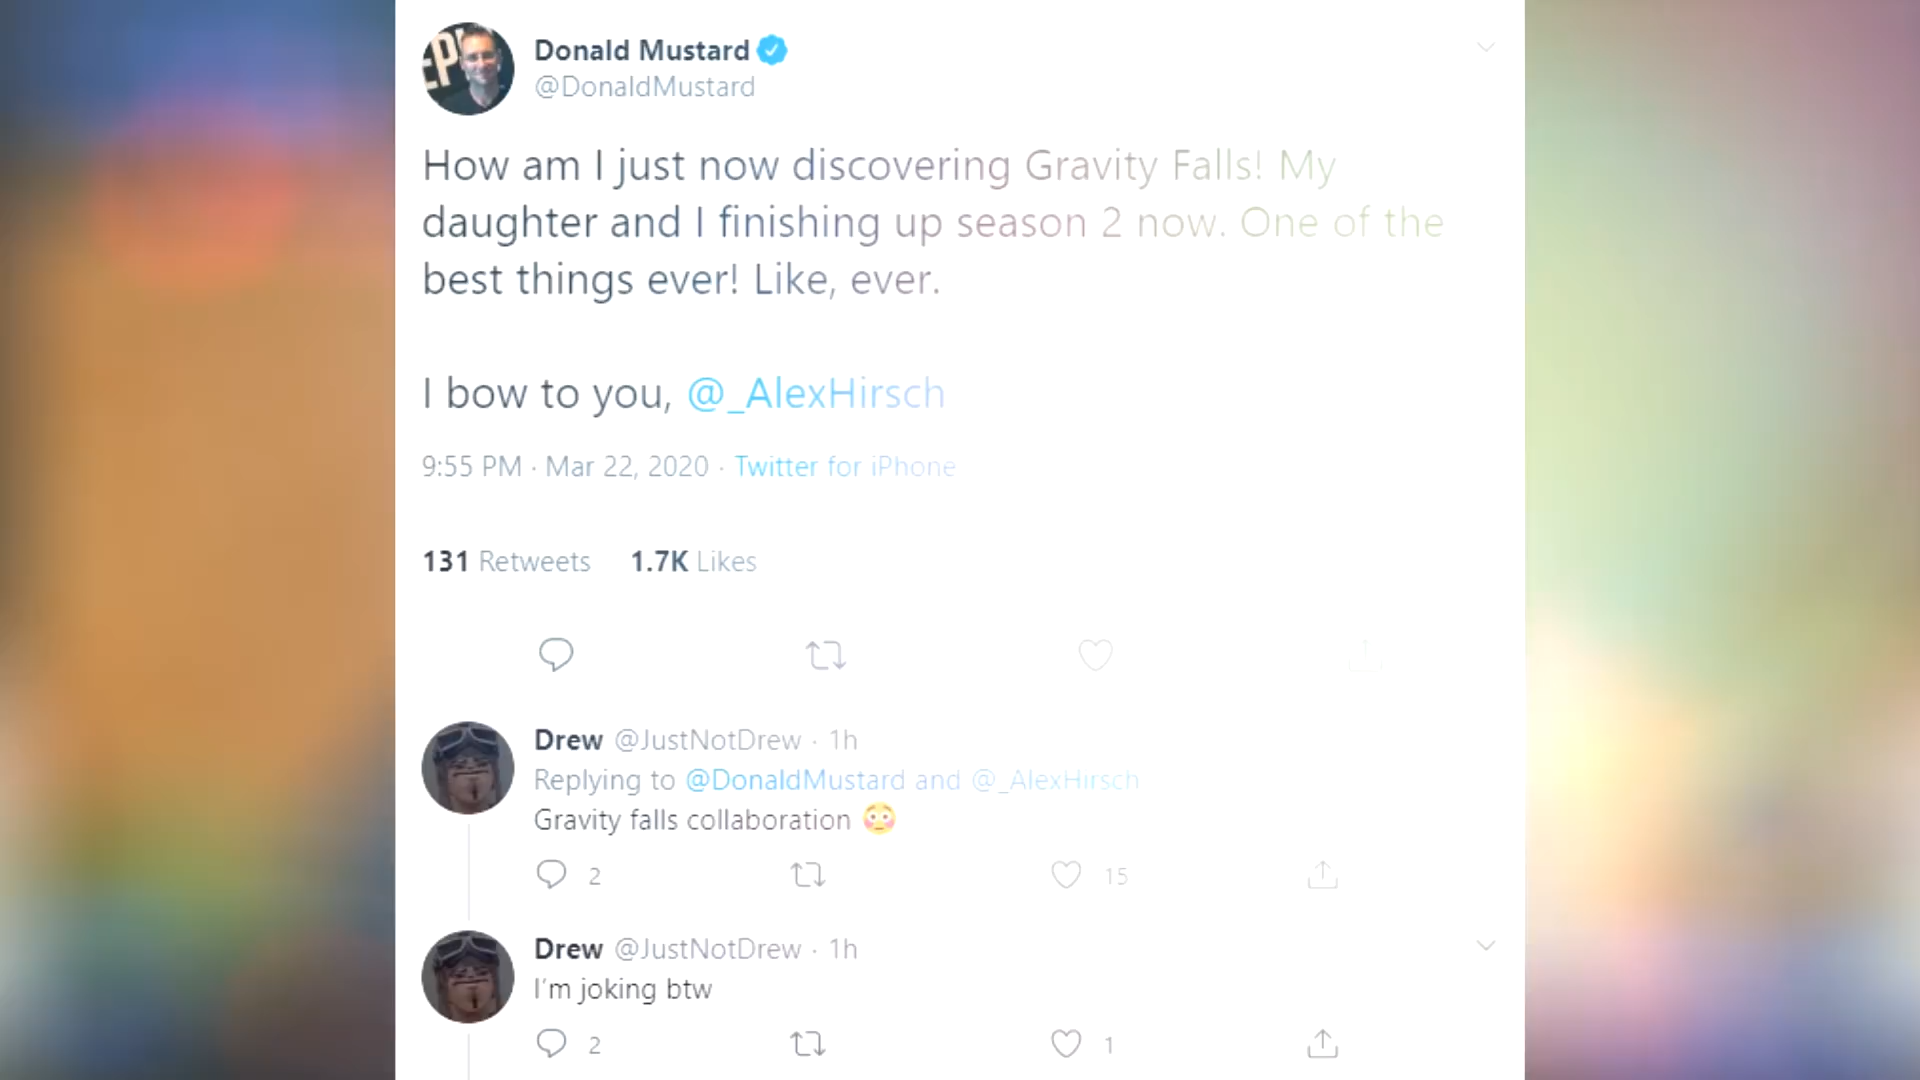 Donald Mustard
@DonaldMustard
How am I just now discovering Gravity Falls! My
daughter and I finishing up season 2 now. One of the
best things ever! Like, ever.
I bow to you, @_AlexHirsch
9:55 PM · Mar 22, 2020 · Twitter for iPhone
131 Retweets 1.7K Likes
Drew @JustNotDrew · 1h
Replying to @DonaldMustard and @_AlexHirsch
Gravity falls collaboration 😳
2 15
Drew @JustNotDrew · 1h
I'm joking btw
2 1